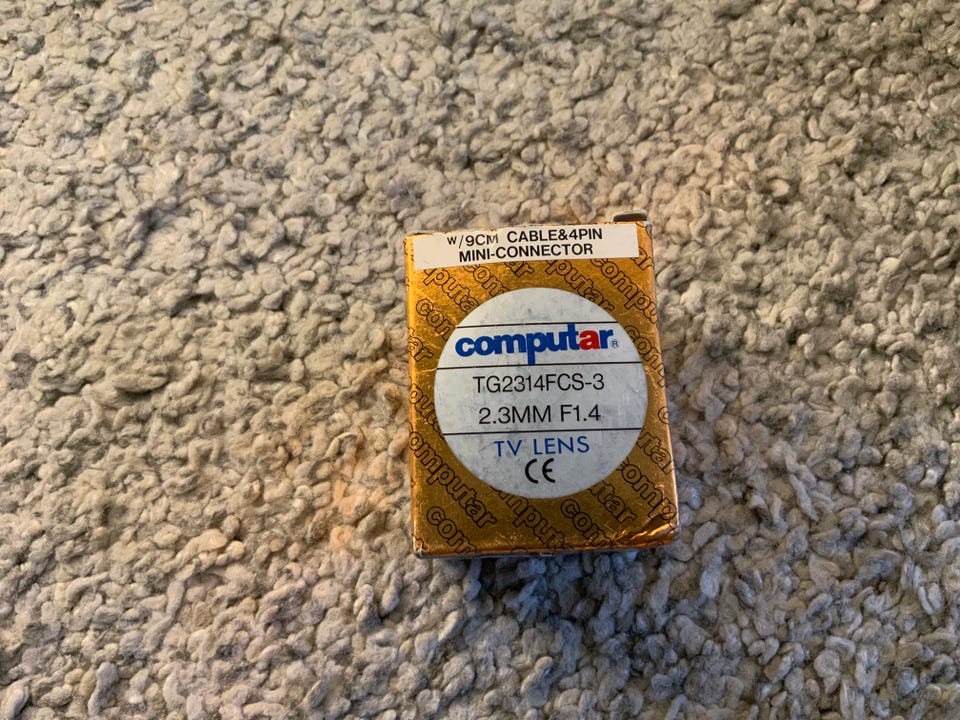 w/9CM CABLE&4PIN
MINI-CONNECTOR
computar®
TG2314FCS-3
2.3MM F1.4
TV LENS
CE